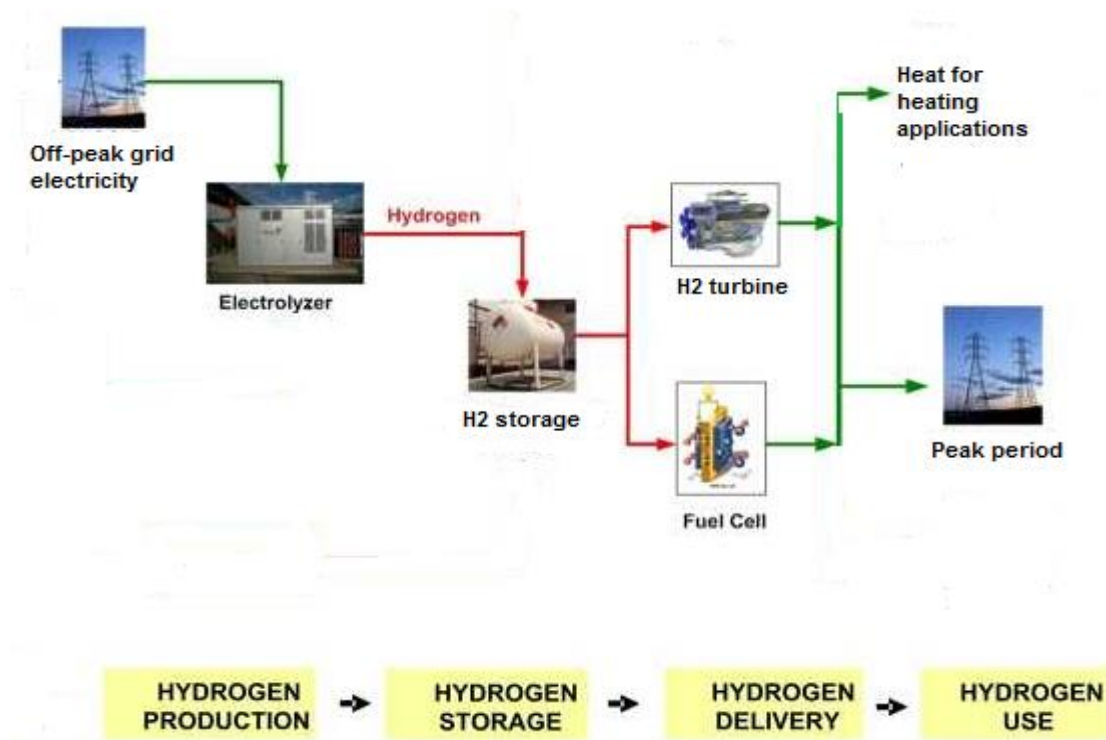 Off-peak grid
electricity
Electrolyzer
Hydrogen
H2 storage
H2 turbine
Fuel Cell
Heat for
heating
applications
Peak period
HYDROGEN
PRODUCTION
HYDROGEN
STORAGE
HYDROGEN
DELIVERY
HYDROGEN
USE